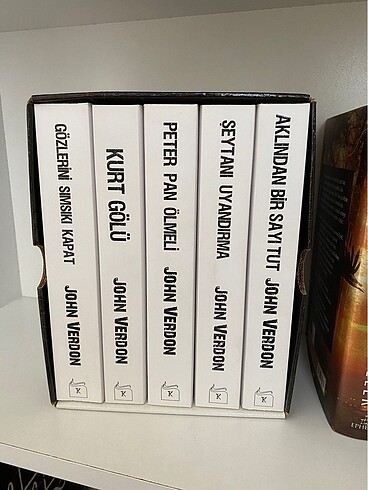 GÖZLERİNİ SIMSIKI KAPAT JOHN VERDON
KURT GÖLÜ JOHN VERDON
PETER PAN ÖLMELİ JOHN VERDON
ŞEYTANI UYANDIRMA JOHN VERDON
AKLINDAN BİR SAYI TUT JOHN VERDON
K
K
K
K
K